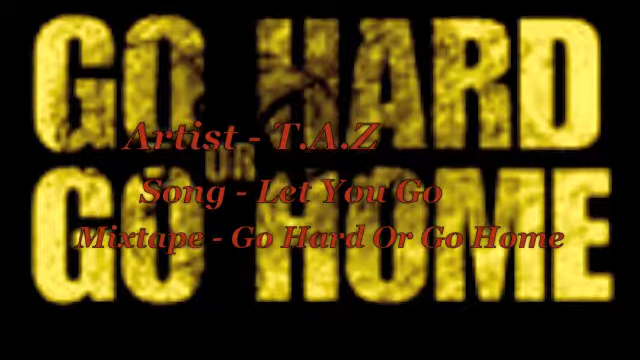 GO HARD
Artist - T.A.Z
OR
Song - Let You Go
GO HOME
Mixtape - Go Hard Or Go Home